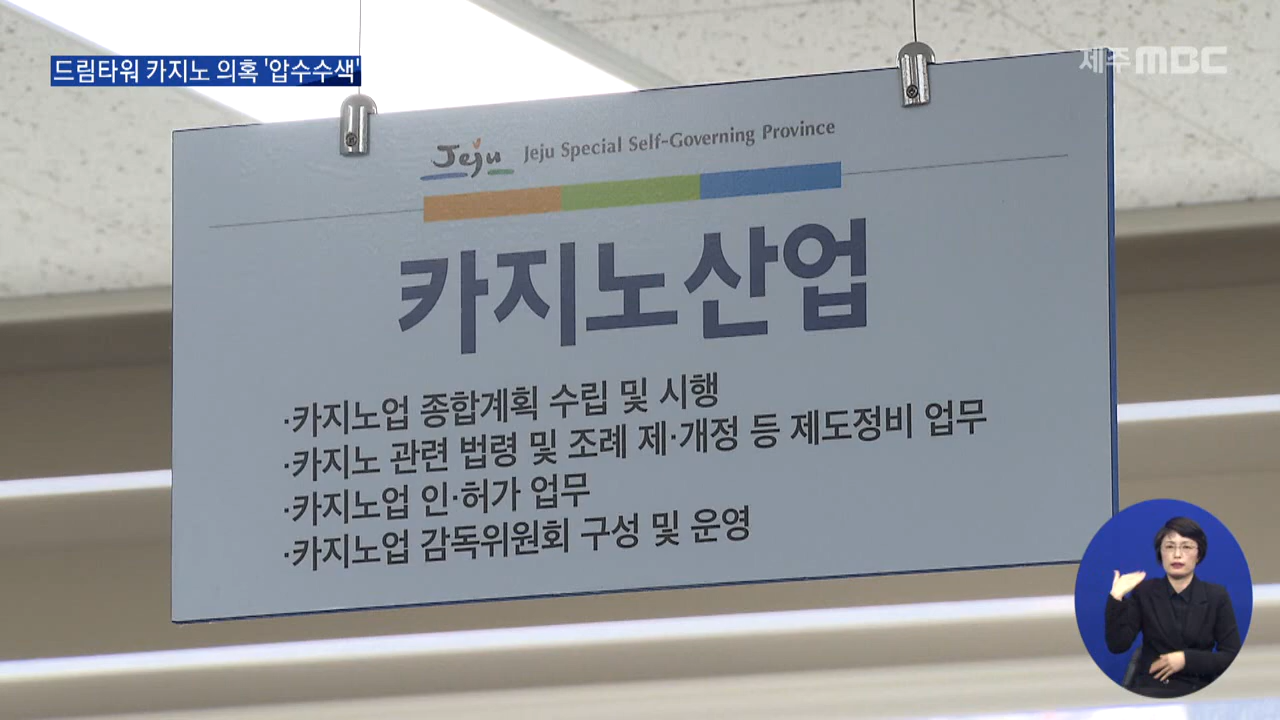 드림타워 카지노 의혹 '압수수색'
제주MBC
Jeju Jeju Special Self-Governing Province
카지노산업
·카지노업 종합계획 수립 및 시행
·카지노 관련 법령 및 조례 제·개정 등 제도정비 업무
·카지노업 인·허가 업무
·카지노업 감독위원회 구성 및 운영